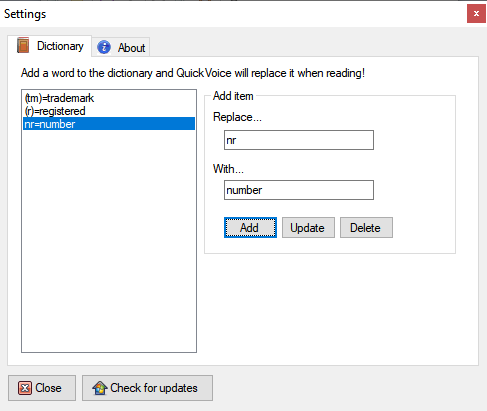 Settings
Dictionary
About
Add a word to the dictionary and QuickVoice will replace it when reading!
(tm)=trademark
(r)=registered
nr=number
Add item
Replace...
nr
With...
number
Add Update Delete
Close Check for updates